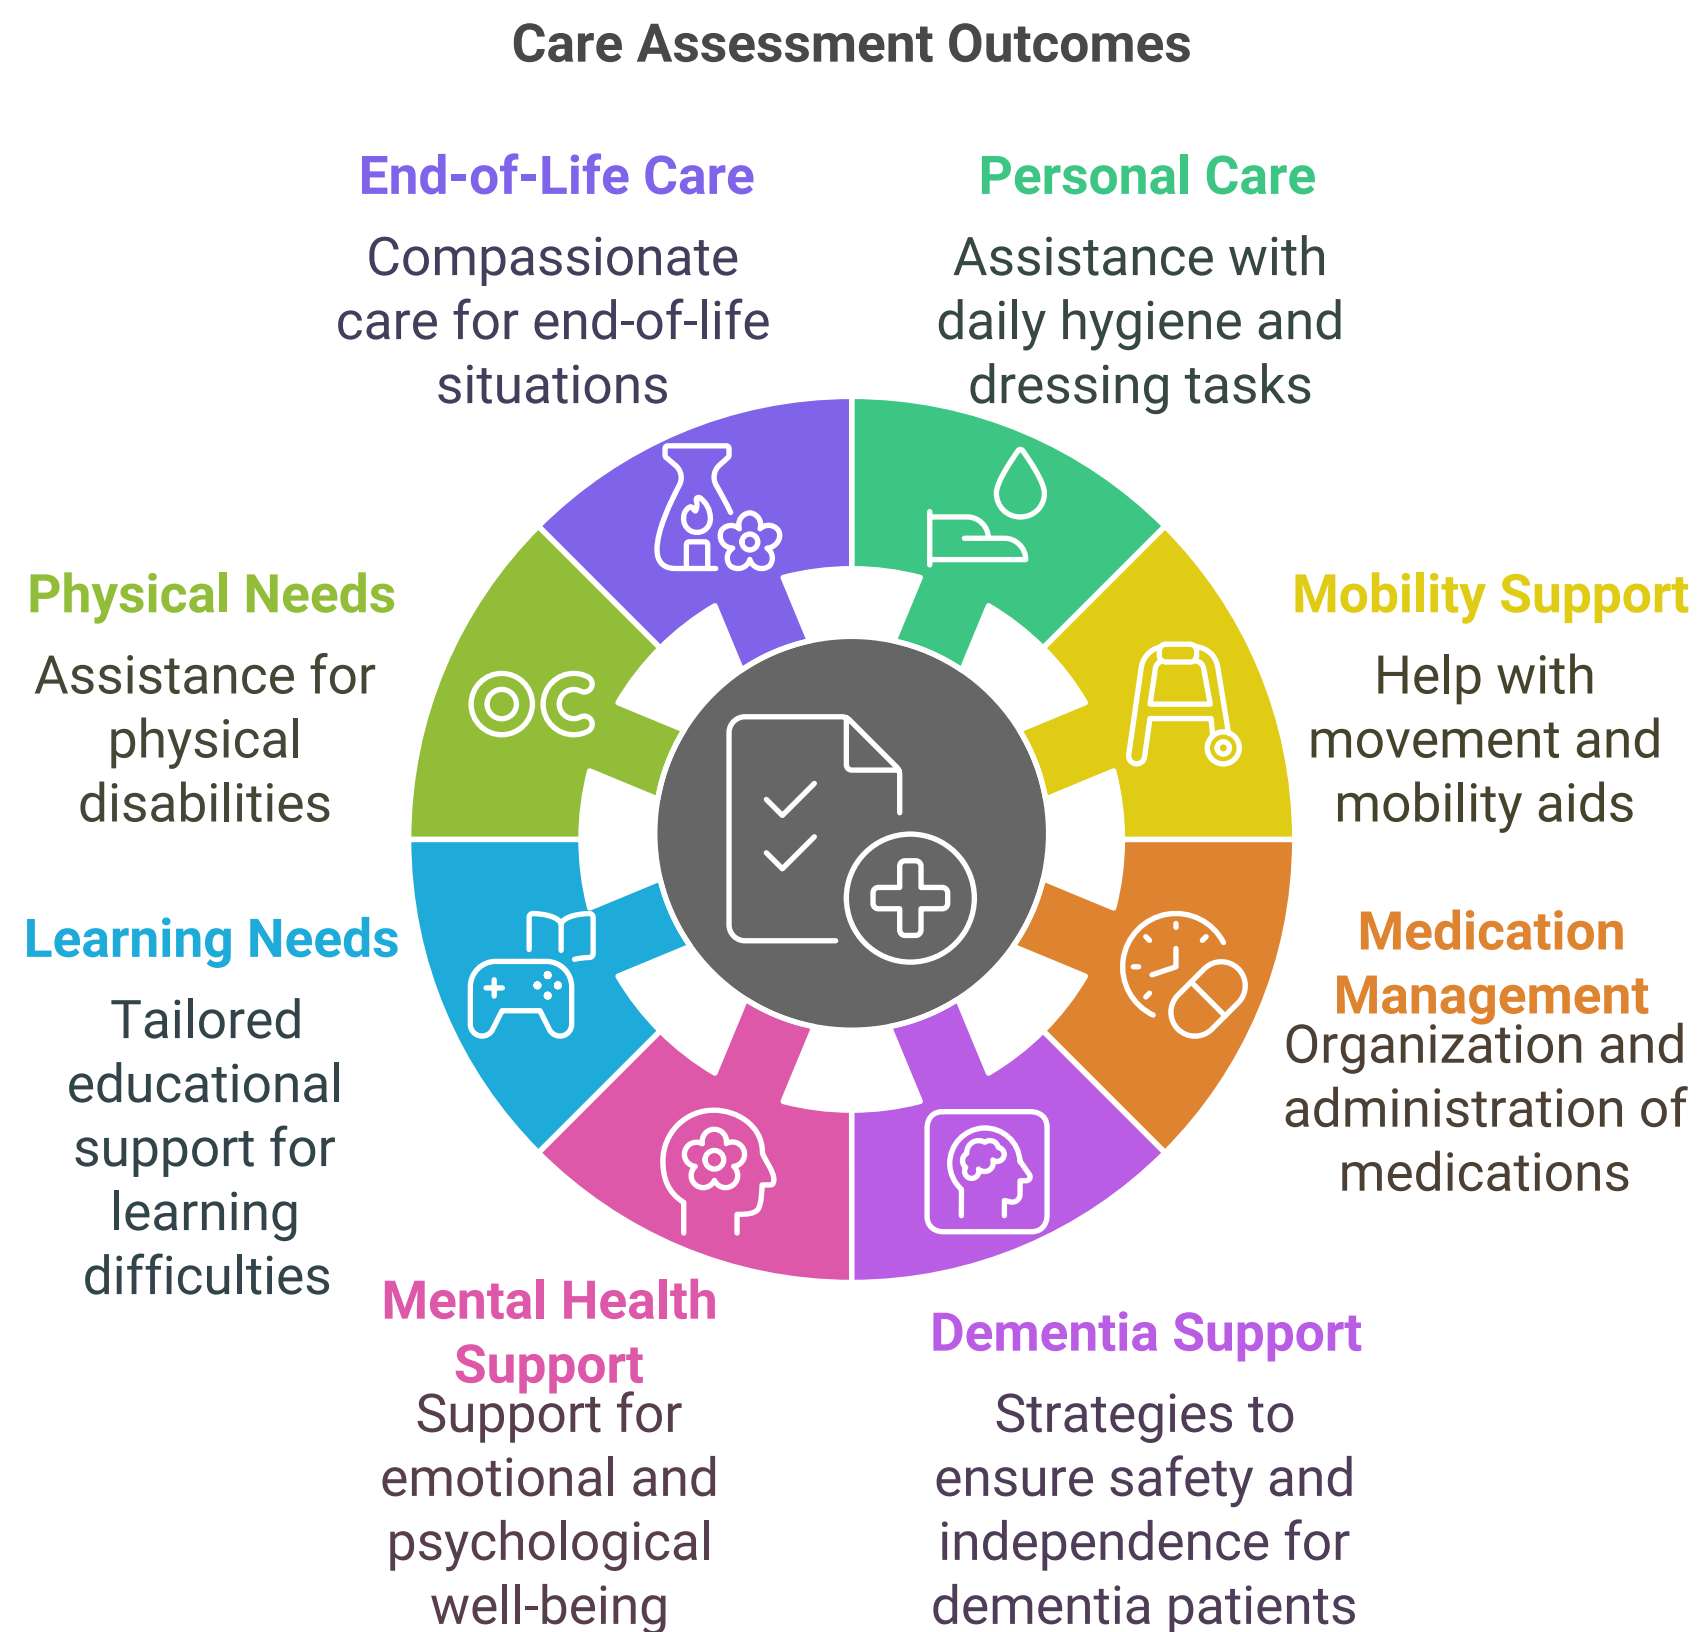 Care Assessment Outcomes
End-of-Life Care
Compassionate
care for end-of-life
situations
Personal Care
Assistance with
daily hygiene and
dressing tasks
Physical Needs
Assistance for
physical
disabilities
Mobility Support
Help with
movement and
mobility aids
Learning Needs
Tailored
educational
support for
learning
difficulties
Medication
Management
Organization and
administration of
medications
Mental Health
Support
Support for
emotional and
psychological
well-being
Dementia Support
Strategies to
ensure safety and
independence for
dementia patients